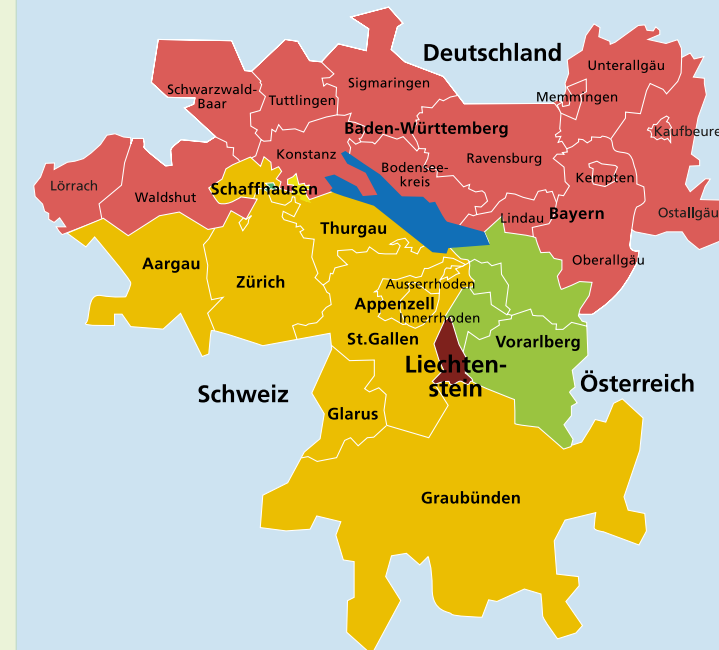 Deutschland
Unterallgäu
Sigmaringen
Schwarzwald-
Baar
Tuttlingen
Memmingen
Baden-Württemberg
Kaufbeure
Konstanz
Ravensburg
Bodensee-
kreis
Kempten
Lörrach
Schaffhausen
Waldshut
Lindau
Bayern
Ostallgäu
Thurgau
Aargau
Oberallgäu
Zürich
Ausserrhoden
Appenzell
Innerrhoden
St.Gallen
Vorarlberg
Liechten-
stein
Österreich
Schweiz
Glarus
Graubünden